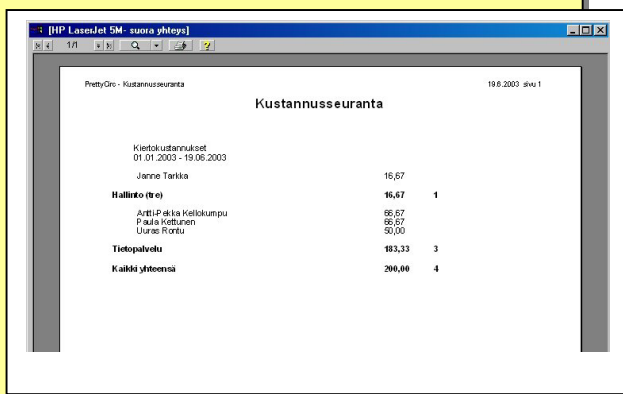 [HP LaserJet 5M- suora yhteys]
1/1
PrettyCirc - Kustannusseuranta 19.6.2003 sivu 1
Kustannusseuranta
Kiertokustannukset
01.01.2003 - 19.06.2003
Janne Tarkka 16,67
Hallinto (tre) 16,67 1
Antti-Pekka Kellokumpu 66,67
Paula Kettunen 66,67
Uuras Rontu 50,00
Tietopalvelu 183,33 3
Kaikki yhteensä 200,00 4